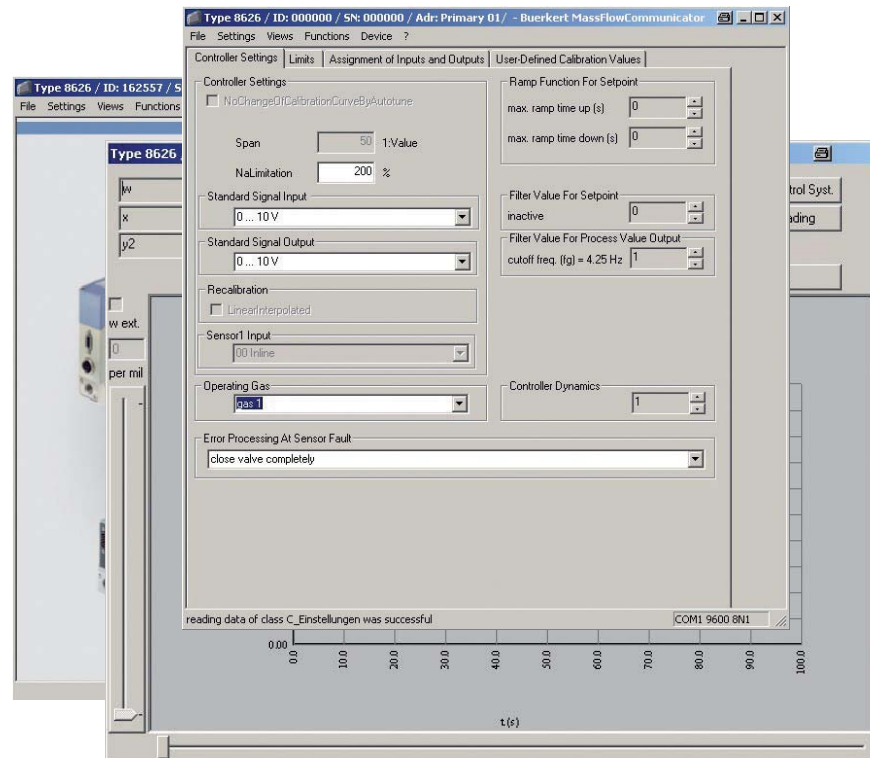 Type 8626 / ID: 000000 / SN: 000000 / Adr: Primary 01/  - Buerkert MassFlowCommunicator
File Settings Views Functions Device ?
Controller Settings Limits Assignment of Inputs and Outputs User-Defined Calibration Values
Controller Settings
NoChangeOfCalibrationCurveByAutotune
Span 50 1:Value
NaLimitation 200 %
Standard Signal Input
0 ... 10 V
Standard Signal Output
0 ... 10 V
Recalibration
LinearInterpolated
Sensor1 Input
00 Inline
Operating Gas
gas 1
Ramp Function For Setpoint
max. ramp time up (s) 0
max. ramp time down (s) 0
Filter Value For Setpoint
inactive 0
Filter Value For Process Value Output
cutoff freq. (fg) = 4.25 Hz 1
Controller Dynamics
1
Error Processing At Sensor Fault
close valve completely
reading data of class C_Einstellungen was successful COM1 9600 8N1
Type 8626 / ID: 162557 / S
File Settings Views Functions
Type 8626
w
x
y2
w ext.
0
per mil
0.00
0.0 10.0 20.0 30.0 40.0 50.0 60.0 70.0 80.0 90.0 100.0
t(s)